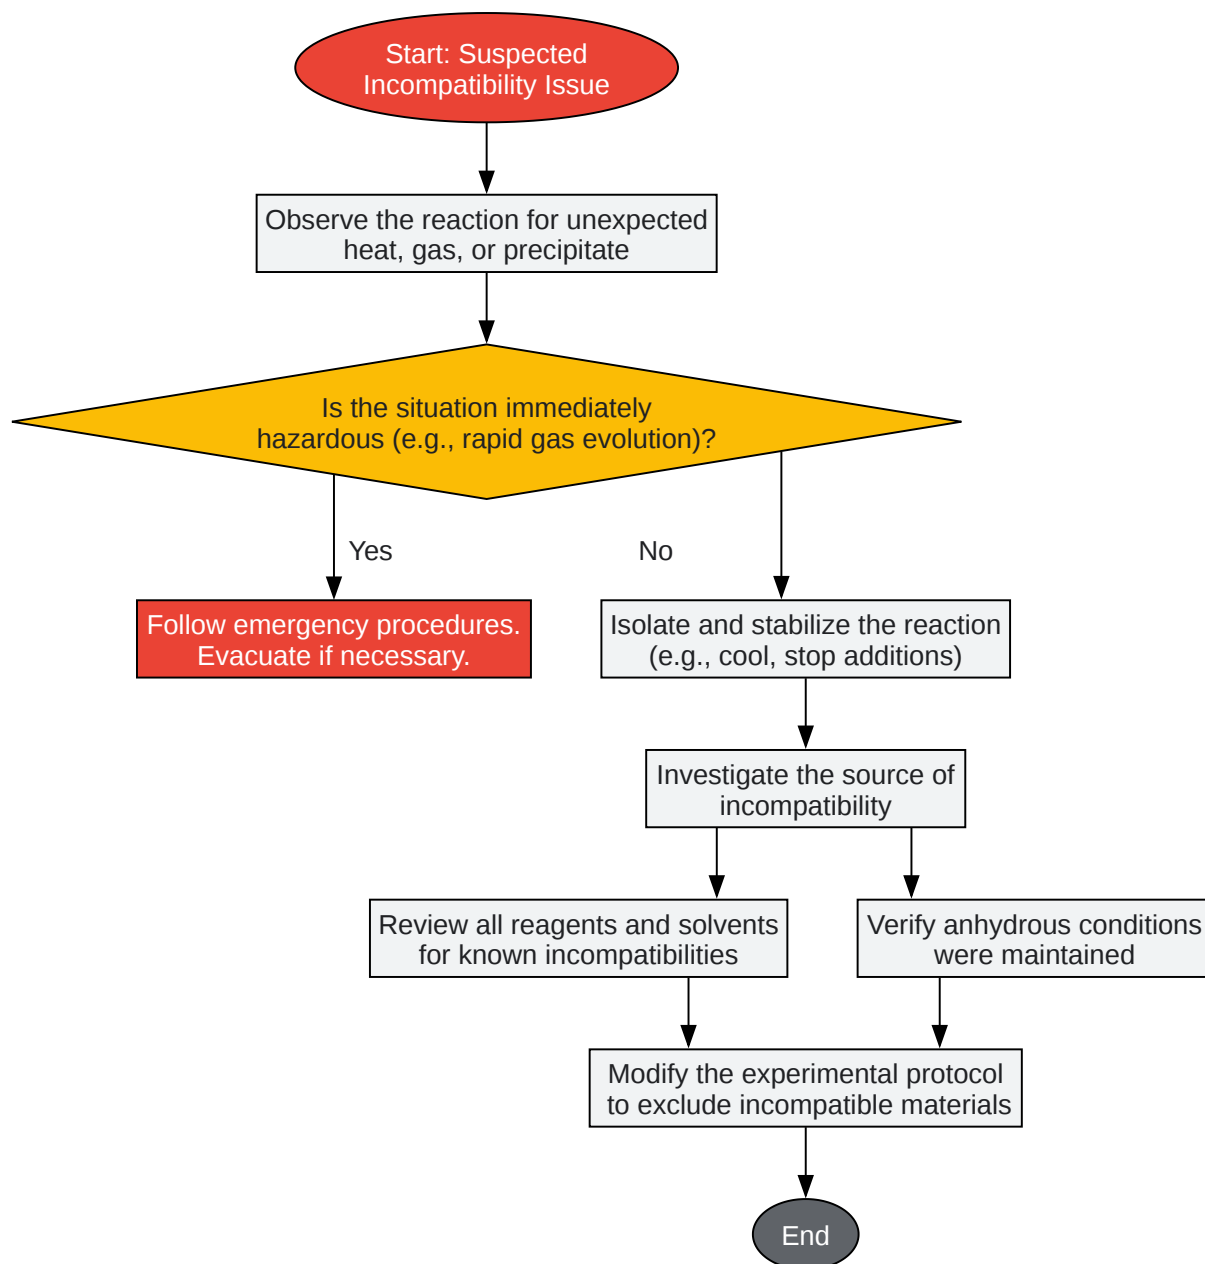 Start: Suspected
Incompatibility Issue
Observe the reaction for unexpected
heat, gas, or precipitate
Is the situation immediately
hazardous (e.g., rapid gas evolution)?
Yes
No
Follow emergency procedures.
Evacuate if necessary.
Isolate and stabilize the reaction
(e.g., cool, stop additions)
Investigate the source of
incompatibility
Review all reagents and solvents
for known incompatibilities
Verify anhydrous conditions
were maintained
Modify the experimental protocol
to exclude incompatible materials
End